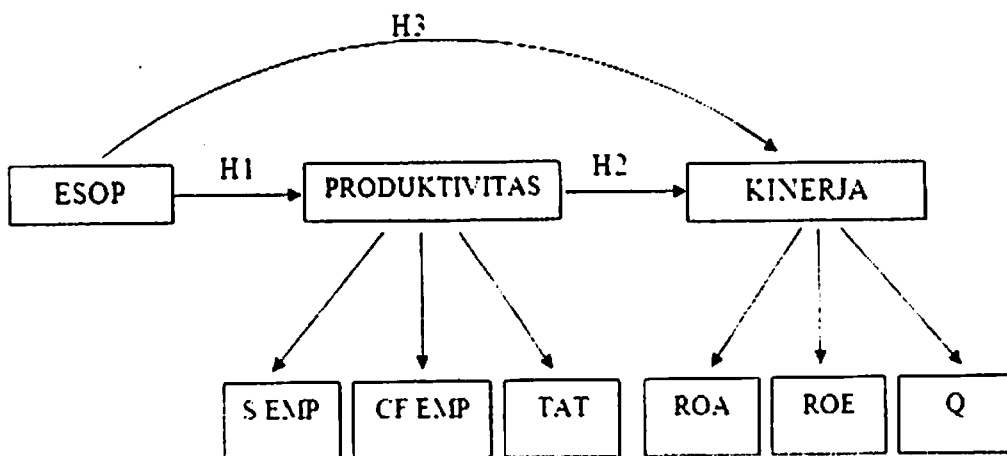 H3
ESOP
H1
PRODUKTIVITAS
H2
KINERJA
S EMP
CF EMP
TAT
ROA
ROE
Q